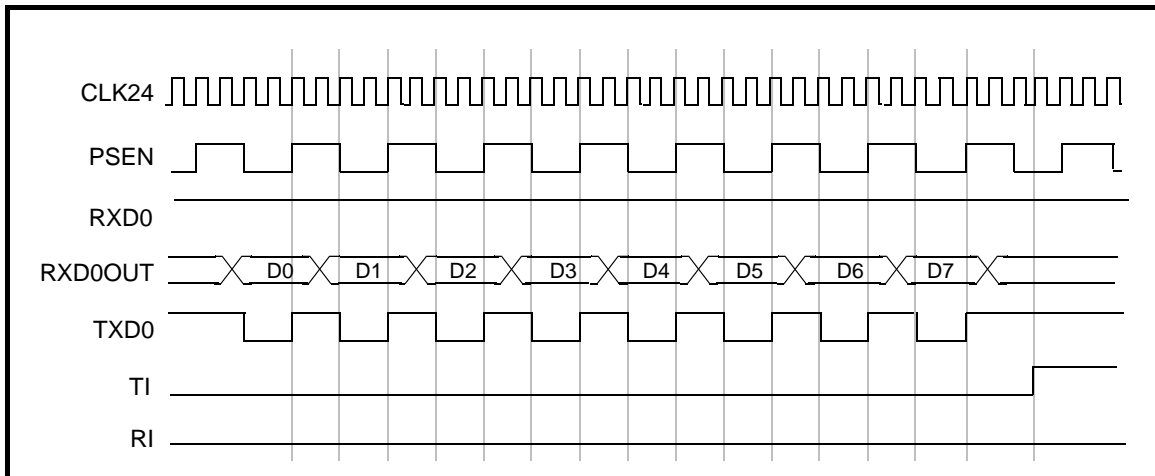 CLK24
PSEN
RXD0
RXD0OUT D0 D1 D2 D3 D4 D5 D6 D7
TXD0
TI
RI